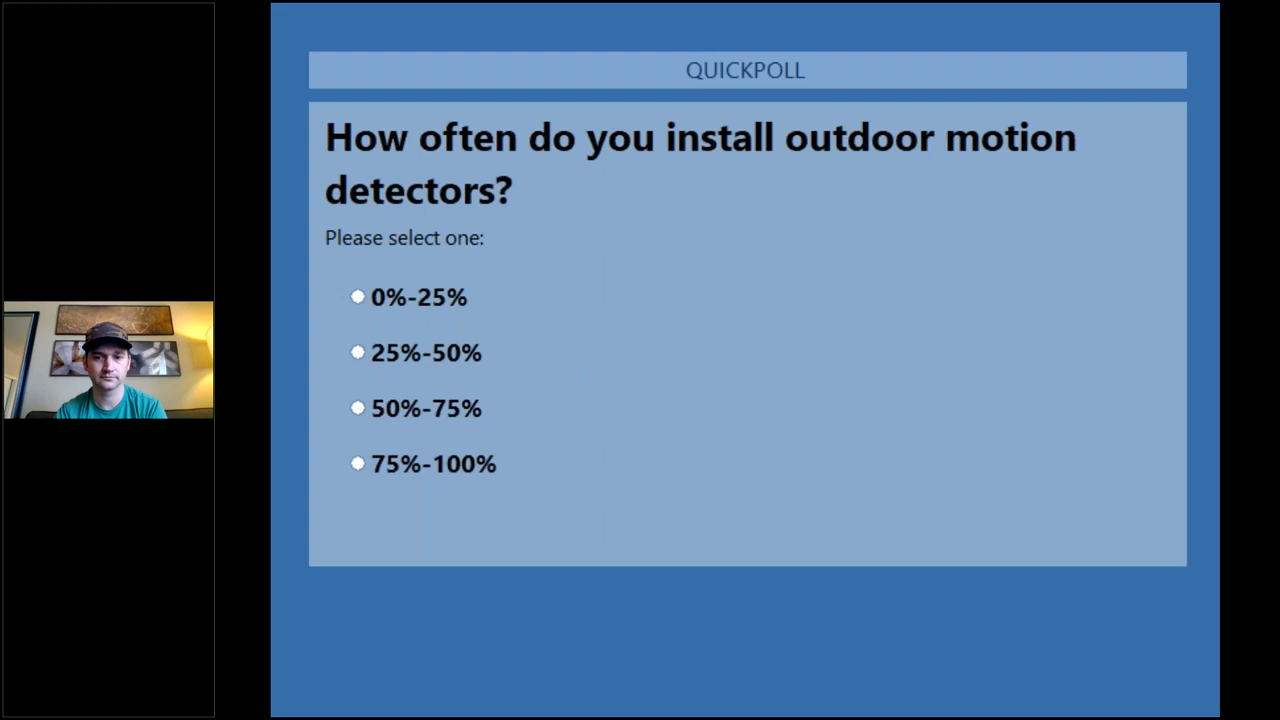 QUICKPOLL
How often do you install outdoor motion
detectors?
Please select one:
0%-25%
25%-50%
50%-75%
75%-100%